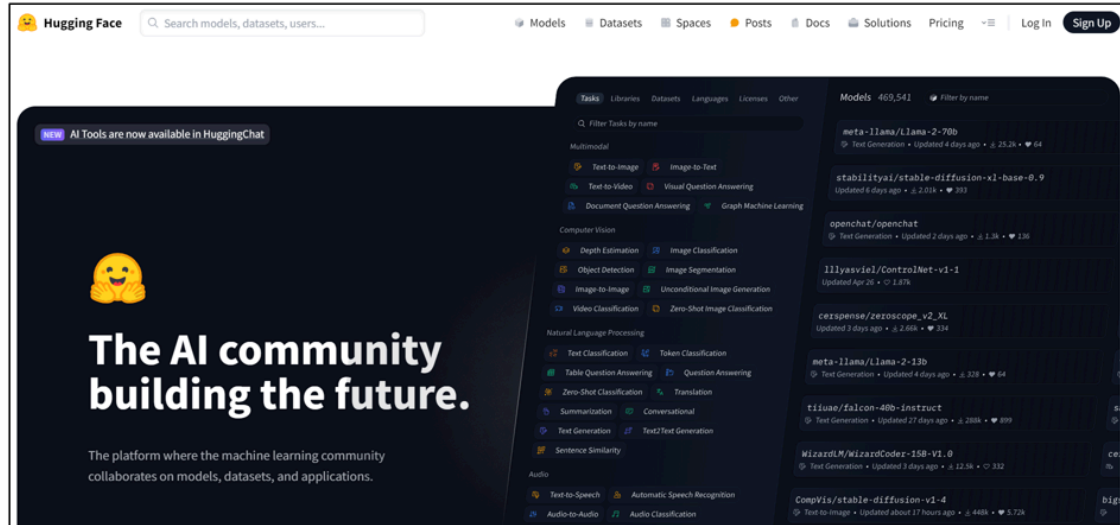 Hugging Face
Search models, datasets, users...
Models
Datasets
Spaces
Posts
Docs
Solutions
Pricing
Log In
Sign Up
NEW AI Tools are now available in HuggingChat
The AI community
building the future.
The platform where the machine learning community
collaborates on models, datasets, and applications.
Tasks Libraries Datasets Languages Licenses Other
Filter Tasks by name
Multimodal
Text-to-Image Image-to-Text
Text-to-Video Visual Question Answering
Document Question Answering Graph Machine Learning
Computer Vision
Depth Estimation Image Classification
Object Detection Image Segmentation
Image-to-Image Unconditional Image Generation
Video Classification Zero-Shot Image Classification
Natural Language Processing
Text Classification Token Classification
Table Question Answering Question Answering
Zero-Shot Classification Translation
Summarization Conversational
Text Generation Text2Text Generation
Sentence Similarity
Audio
Text-to-Speech Automatic Speech Recognition
Audio-to-Audio Audio Classification
Models 469,541 Filter by name
meta-llama/Llama-2-70b
Text Generation • Updated 4 days ago • 25.2k • 64
stabilityai/stable-diffusion-xl-base-0.9
Updated 6 days ago • 2.01k • 393
openchat/openchat
Text Generation • Updated 2 days ago • 1.3k • 136
lllyasviel/ControlNet-v1-1
Updated Apr 26 • 1.87k
cerspense/zeroscope_v2_XL
Updated 3 days ago • 2.66k • 334
meta-llama/Llama-2-13b
Text Generation • Updated 4 days ago • 328 • 64
tiiuae/falcon-40b-instruct
Text Generation • Updated 27 days ago • 288k • 899
WizardLM/WizardCoder-15B-V1.0
Text Generation • Updated 3 days ago • 12.5k • 332
CompVis/stable-diffusion-v1-4
Text-to-Image • Updated about 17 hours ago • 448k • 5.72k